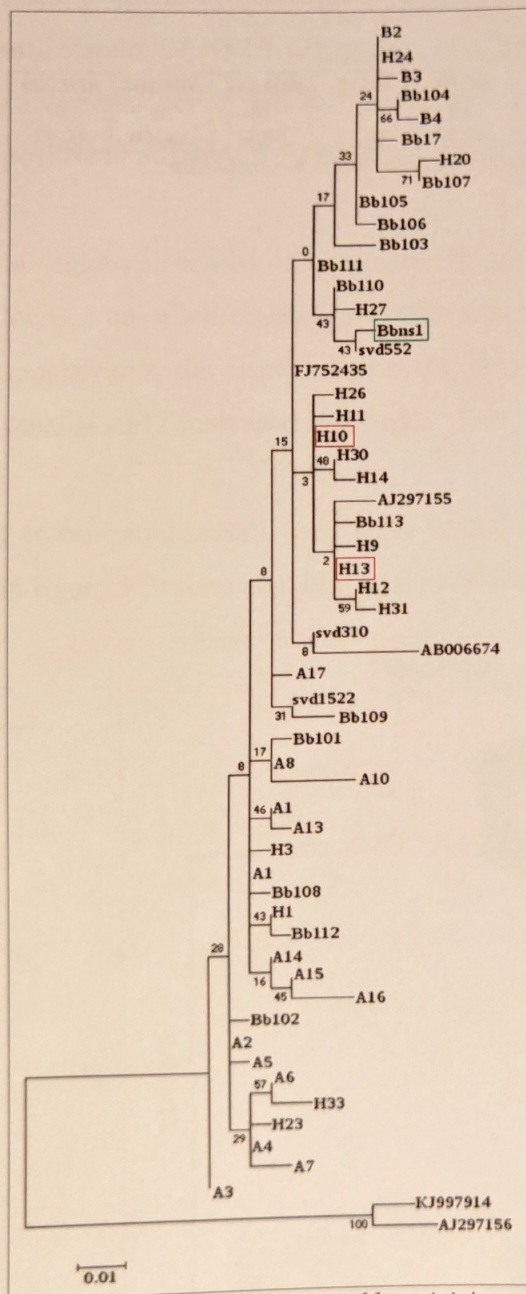 B2
H24
B3
24
Bb104
66
B4
Bb17
H20
71
Bb107
33
Bb105
17
Bb106
Bb103
0
Bb111
Bb110
H27
43
Bbns1
43
svd552
FJ752435
H26
H11
15
H10
H30
48
H14
3
AJ297155
Bb113
H9
2
H13
H12
59
H31
8
svd310
8
AB006674
A17
svd1522
31
Bb109
Bb101
17
A8
8
A10
46
A1
A13
H3
A1
Bb108
43
H1
Bb112
28
A14
16
A15
45
A16
Bb102
A2
A5
57
A6
H33
H23
29
A4
A7
A3
KJ997914
100
AJ297156
0.01